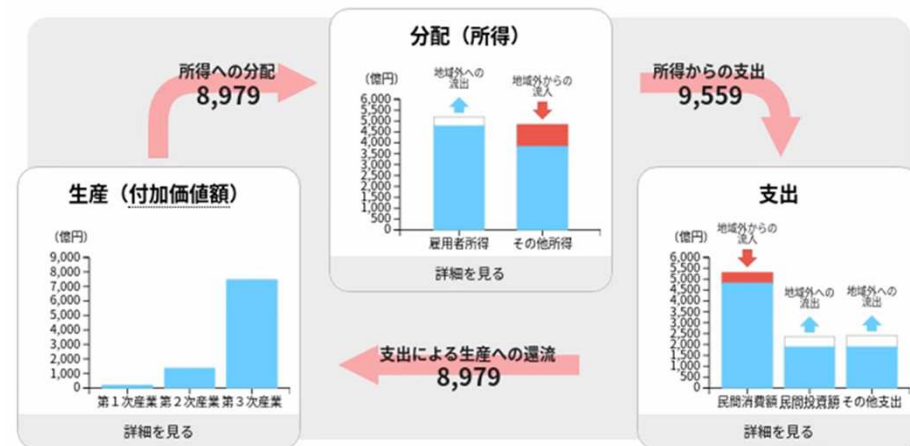 分配（所得）
（億円）
地域外への
流出
地域外からの
流入
6,000
5,500
5,000
4,500
4,000
3,500
3,000
2,500
2,000
1,500
1,000
500
0
雇用者所得
その他所得
詳細を見る
所得への分配
8,979
所得からの支出
9,559
生産（付加価値額）
（億円）
9,000
8,000
7,000
6,000
5,000
4,000
3,000
2,000
1,000
0
第１次産業
第２次産業
第３次産業
詳細を見る
支出
（億円）
地域外からの
流入
地域外への
流出
地域外への
流出
6,000
5,500
5,000
4,500
4,000
3,500
3,000
2,500
2,000
1,500
1,000
500
0
民間消費額
民間投資額
その他支出
詳細を見る
支出による生産への還流
8,979